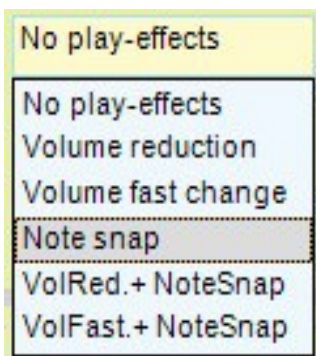 No play-effects
No play-effects
Volume reduction
Volume fast change
Note snap
VolRed.+ NoteSnap
VolFast.+ NoteSnap